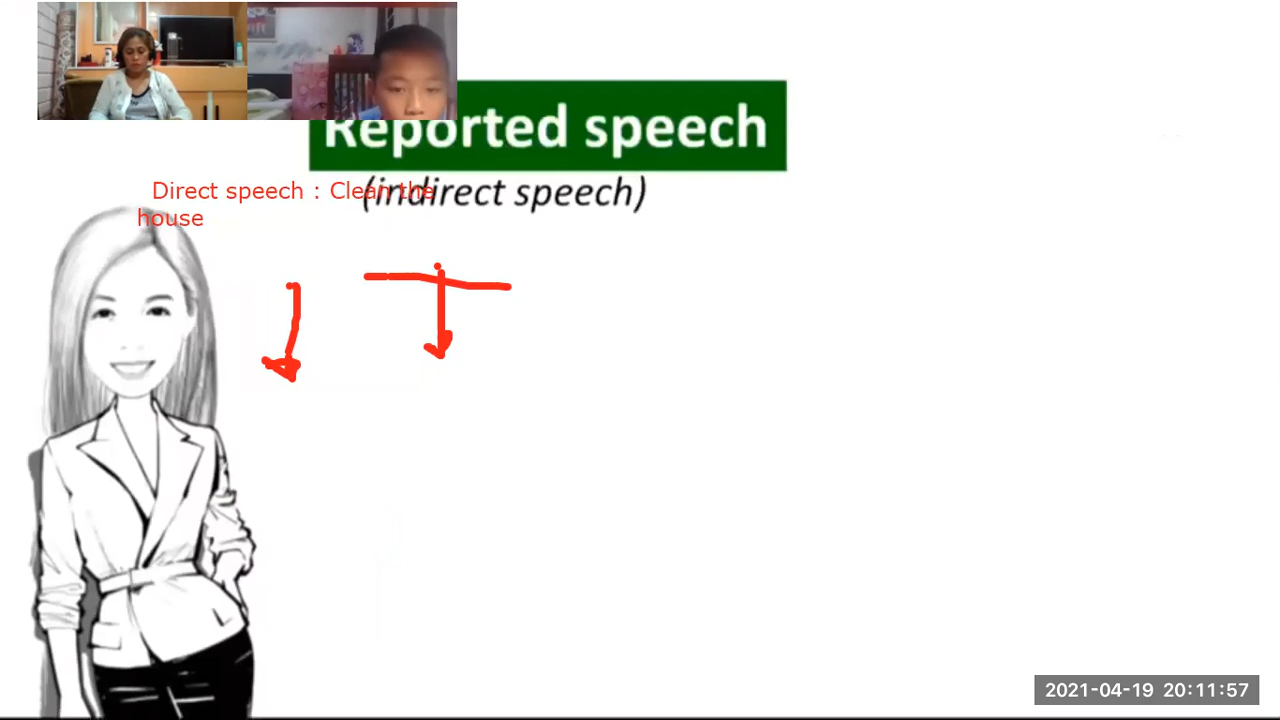 Reported speech
(indirect speech)
Direct speech : Clean the
house
2021-04-19 20:11:57